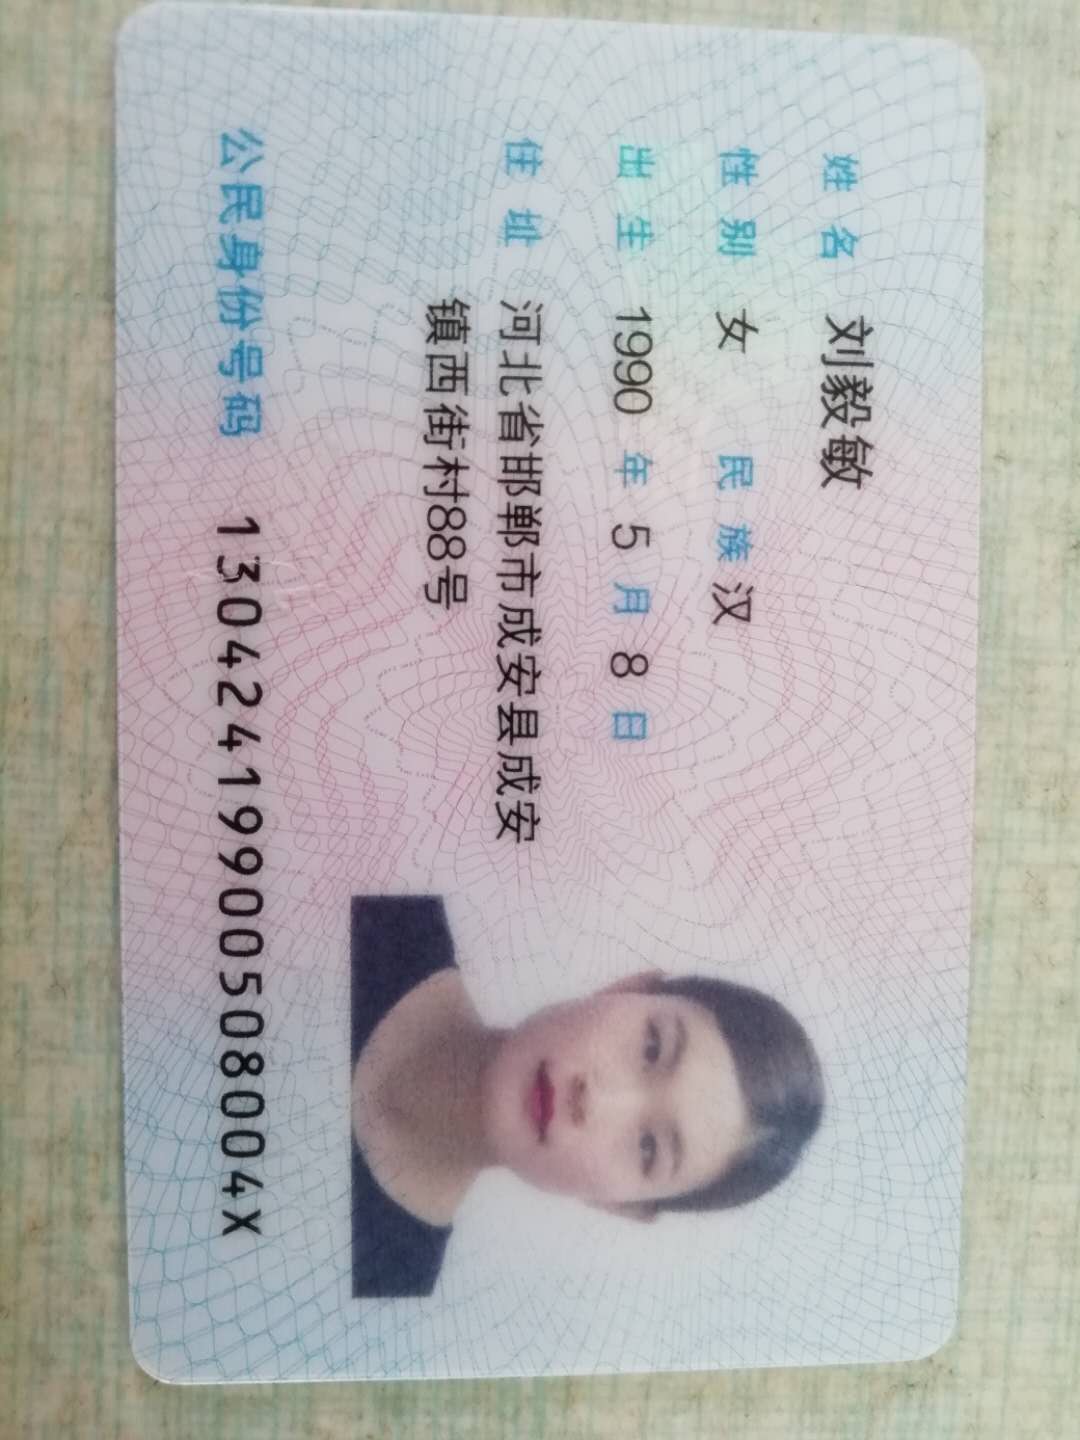 姓名 刘毅敏
性别 女 民族 汉
出生 1990 年 5 月 8 日
住址 河北省邯郸市成安县成安
镇西街村88号
公民身份号码 13042419900508004X